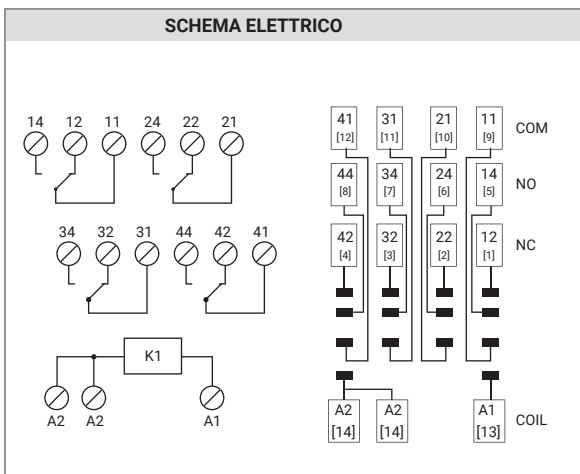 SCHEMA ELETTRICO
14 12 11 24 22 21
34 32 31 44 42 41
K1
A2 A2 A1
41 31 21 11 COM
[12] [11] [10] [9]
44 34 24 14 NO
[8] [7] [6] [5]
42 32 22 12 NC
[4] [3] [2] [1]
A2 A2 A1 COIL
[14] [14] [13]